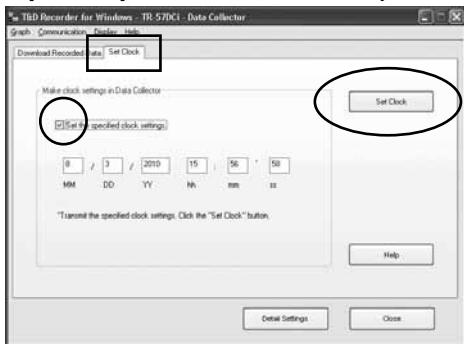 T&D Recorder for Windows - TR-57DCi - Data Collector
Graph Communication Display Help
Download Recorded Data Set Clock
Make clock settings in Data Collector
Set Clock
Set the specified clock settings.
8 / 3 / 2010 15 : 56 ' 58
MM DD YY hh mm ss
"Transmit the specified clock settings. Click the "Set Clock" button.
Help
Detail Settings Close